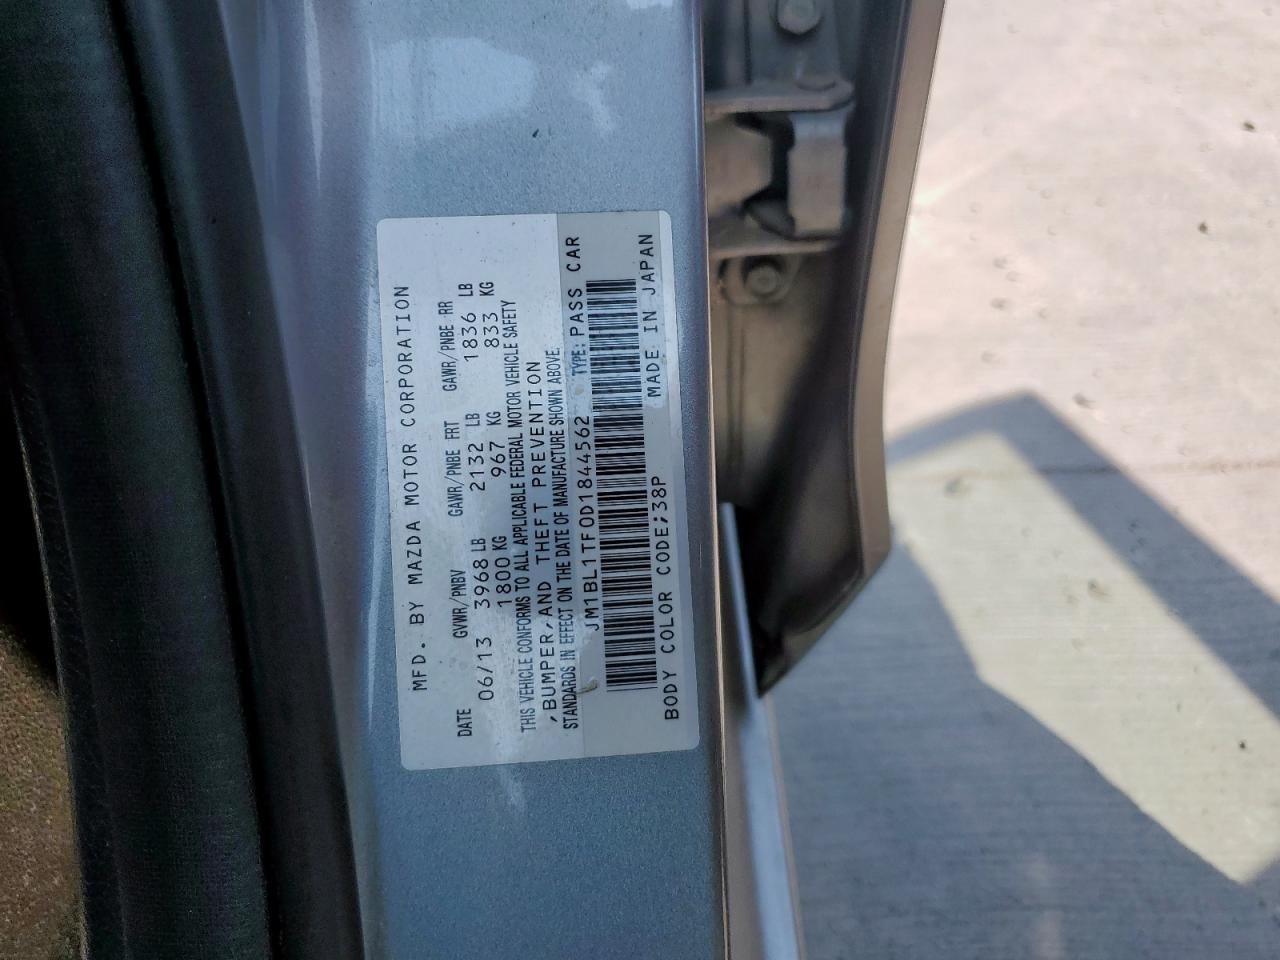 MFD. BY MAZDA MOTOR CORPORATION
DATE GVWR/PNBV GAWR/PNBE FRT GAWR/PNBE RR
06/13 3968 LB 2132 LB 1836 LB
1800 KG 967 KG 833 KG
THIS VEHICLE CONFORMS TO ALL APPLICABLE FEDERAL MOTOR VEHICLE SAFETY
,BUMPER,AND THEFT PREVENTION
STANDARDS IN EFFECT ON THE DATE OF MANUFACTURE SHOWN ABOVE.
JM1BL1TF0D1844562 TYPE: PASS CAR
BODY COLOR CODE;38P MADE IN JAPAN